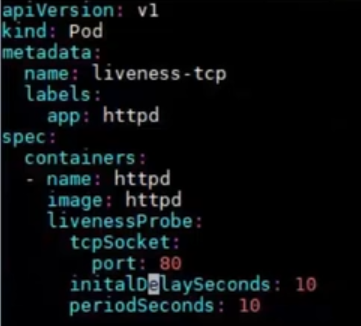 apiVersion: v1
kind: Pod
metadata:
  name: liveness-tcp
  labels:
    app: httpd
spec:
  containers:
  - name: httpd
    image: httpd
    livenessProbe:
      tcpSocket:
        port: 80
      initalDelaySeconds: 10
      periodSeconds: 10